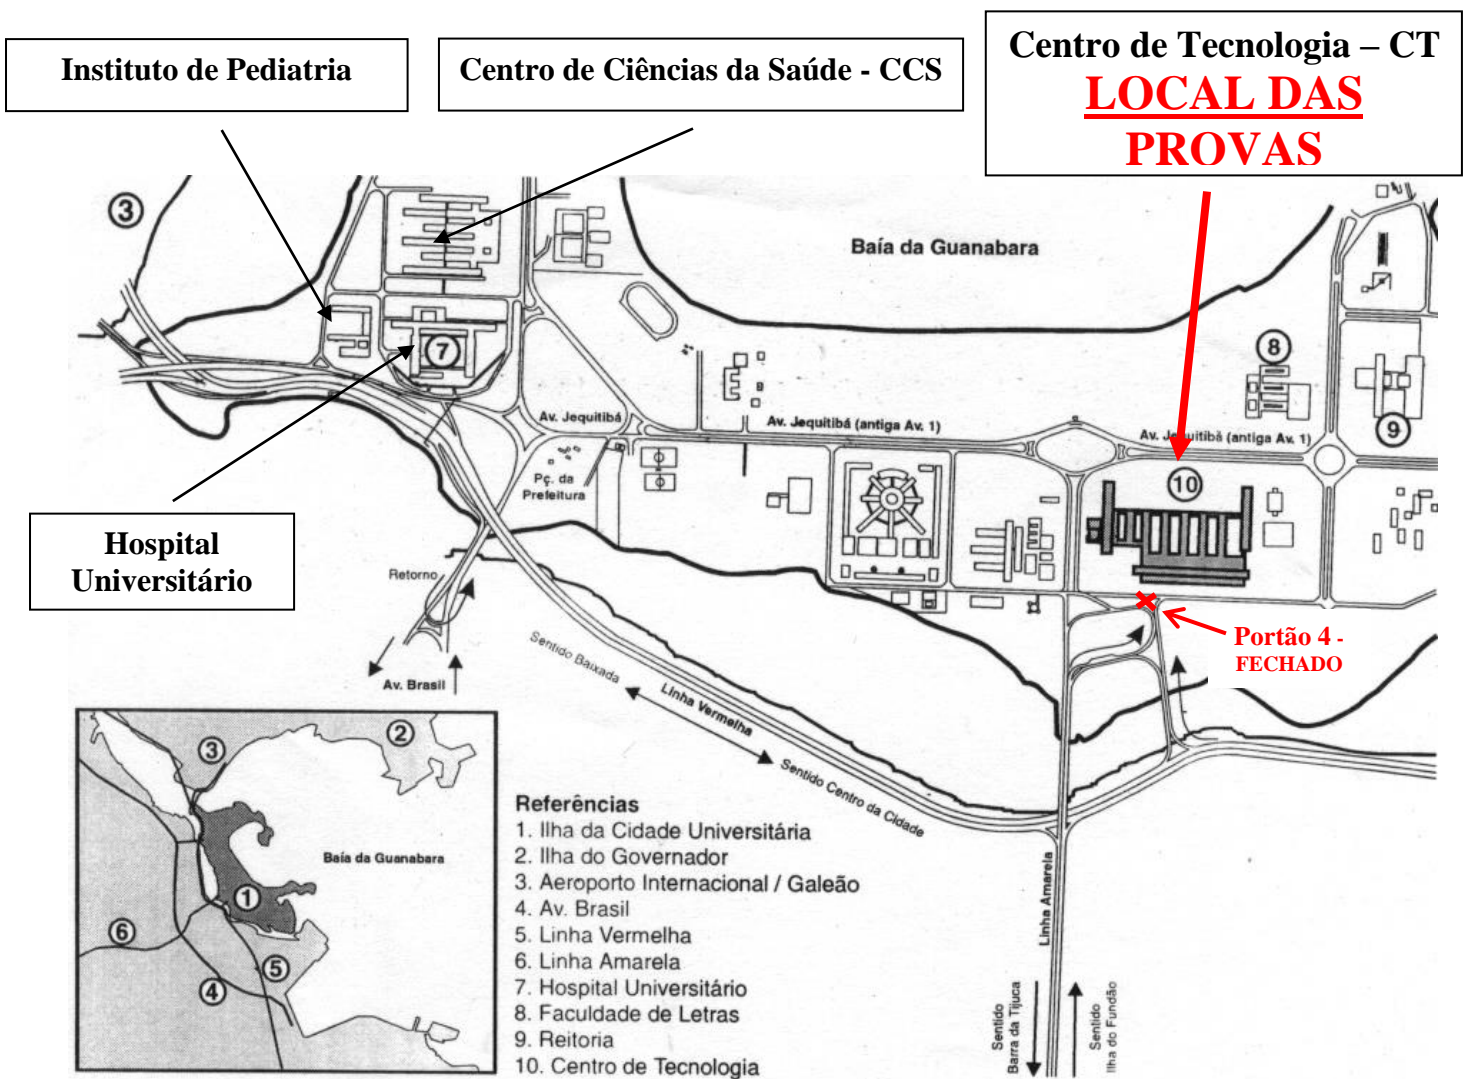 Instituto de Pediatria
Centro de Ciências da Saúde - CCS
Centro de Tecnologia – CT
LOCAL DAS
PROVAS
3
Baía da Guanabara
7
8
9
Av. Jequitibá
Av. Jequitibá (antiga Av. 1)
Av. Jequitibá (antiga Av. 1)
10
Pç. da
Prefeitura
Hospital
Universitário
Retorno
Av. Brasil
Sentido Baixada
Linha Vermelha
Sentido Centro da Cidade
Portão 4 -
FECHADO
2
3
Baía da Guanabara
1
6
5
4
Referências
1. Ilha da Cidade Universitária
2. Ilha do Governador
3. Aeroporto Internacional / Galeão
4. Av. Brasil
5. Linha Vermelha
6. Linha Amarela
7. Hospital Universitário
8. Faculdade de Letras
9. Reitoria
10. Centro de Tecnologia
Linha Amarela
Sentido
Barra da Tijuca
Sentido
Ilha do Fundão